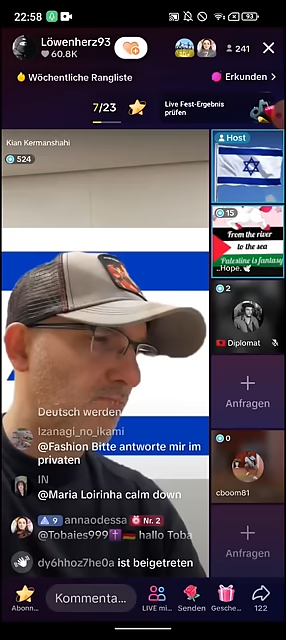 22:58
93
Löwenherz93
60.8K
241
Wöchentliche Rangliste
Erkunden >
7/23
Live Fest-Ergebnis
prüfen
Kian Kermanshahi
524
Host
15
From the river
to the sea
Palestine is fantasy
..Hope.
2
Diplomat
+
Anfragen
0
cboom81
+
Anfragen
Deutsch werden
Izanagi_no_ikami
@Fashion Bitte antworte mir im
privaten
IN
@Maria Loirinha calm down
9 annaodessa Nr. 2
@Tobaies999 hallo Toba
dy6hhoz7he0a ist beigetreten
Abonn...
Kommenta...
LIVE mi...
Senden
Gesche...
122